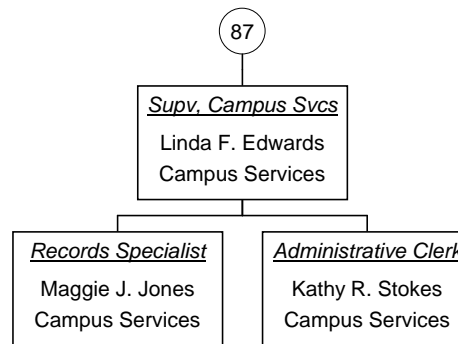 87
Supv, Campus Svcs
Linda F. Edwards
Campus Services
Records Specialist
Maggie J. Jones
Campus Services
Administrative Clerk
Kathy R. Stokes
Campus Services